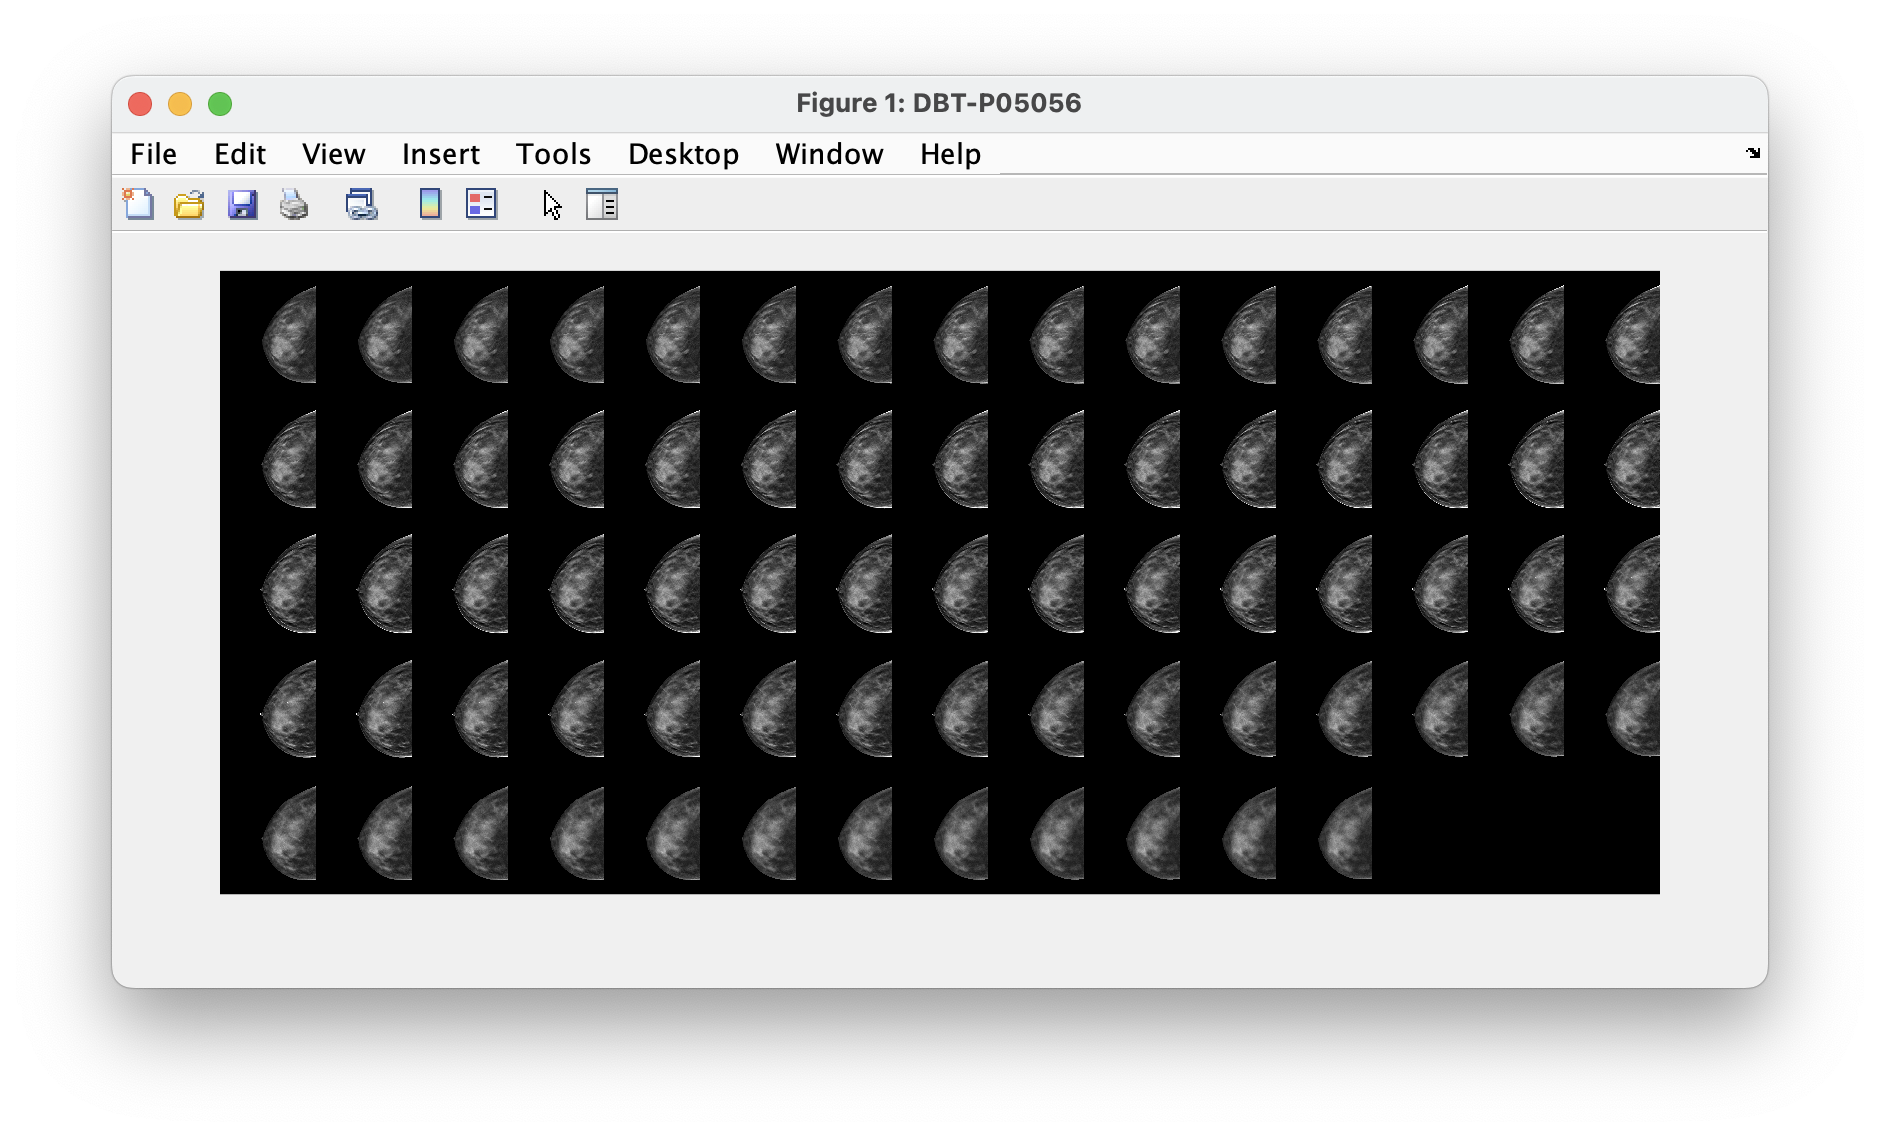 Figure 1: DBT-P05056
File Edit View Insert Tools Desktop Window Help